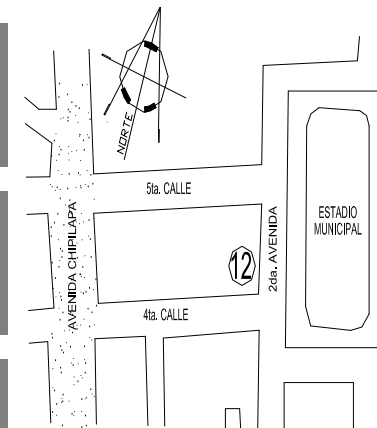 NORTE
5ta. CALLE
AVENIDA CHIPILAPA
2da. AVENIDA
ESTADIO
MUNICIPAL
12
4ta. CALLE